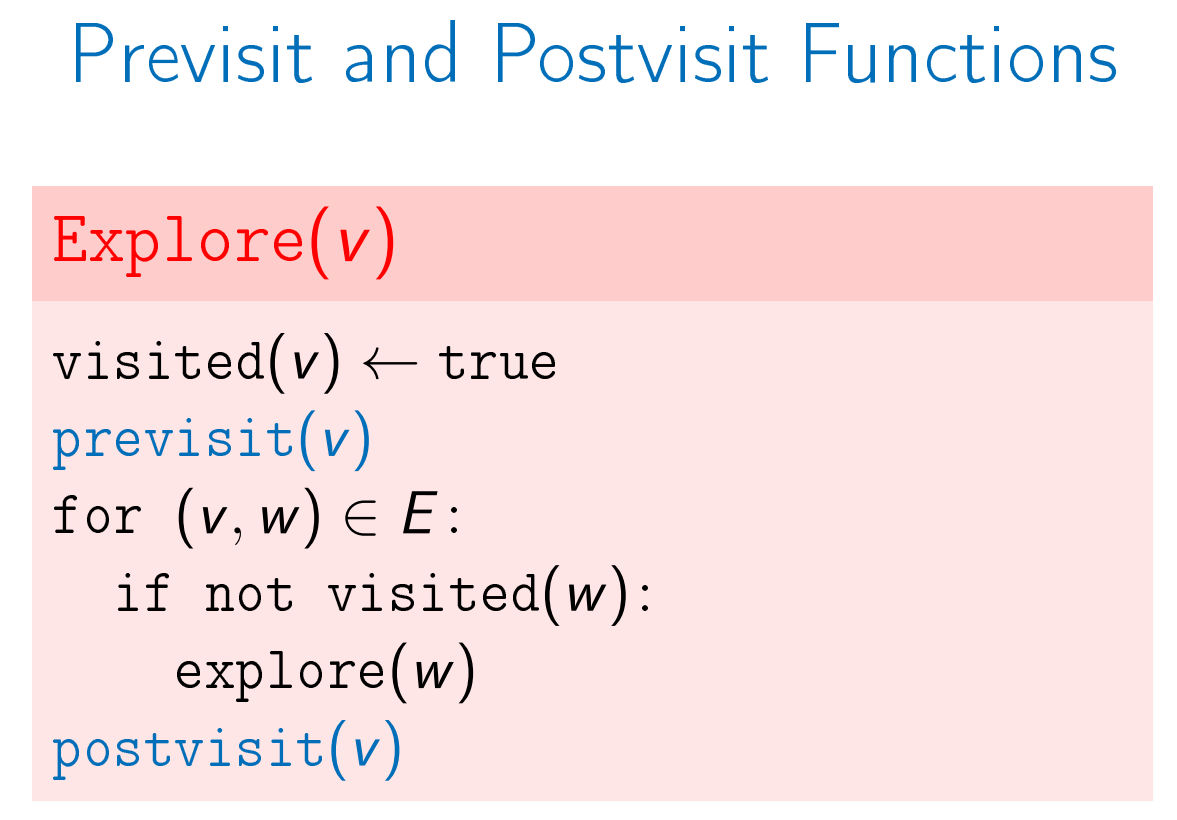 Previsit and Postvisit Functions
Explore(v)
visited(v) ← true
previsit(v)
for (v, w) ∈ E:
if not visited(w):
explore(w)
postvisit(v)